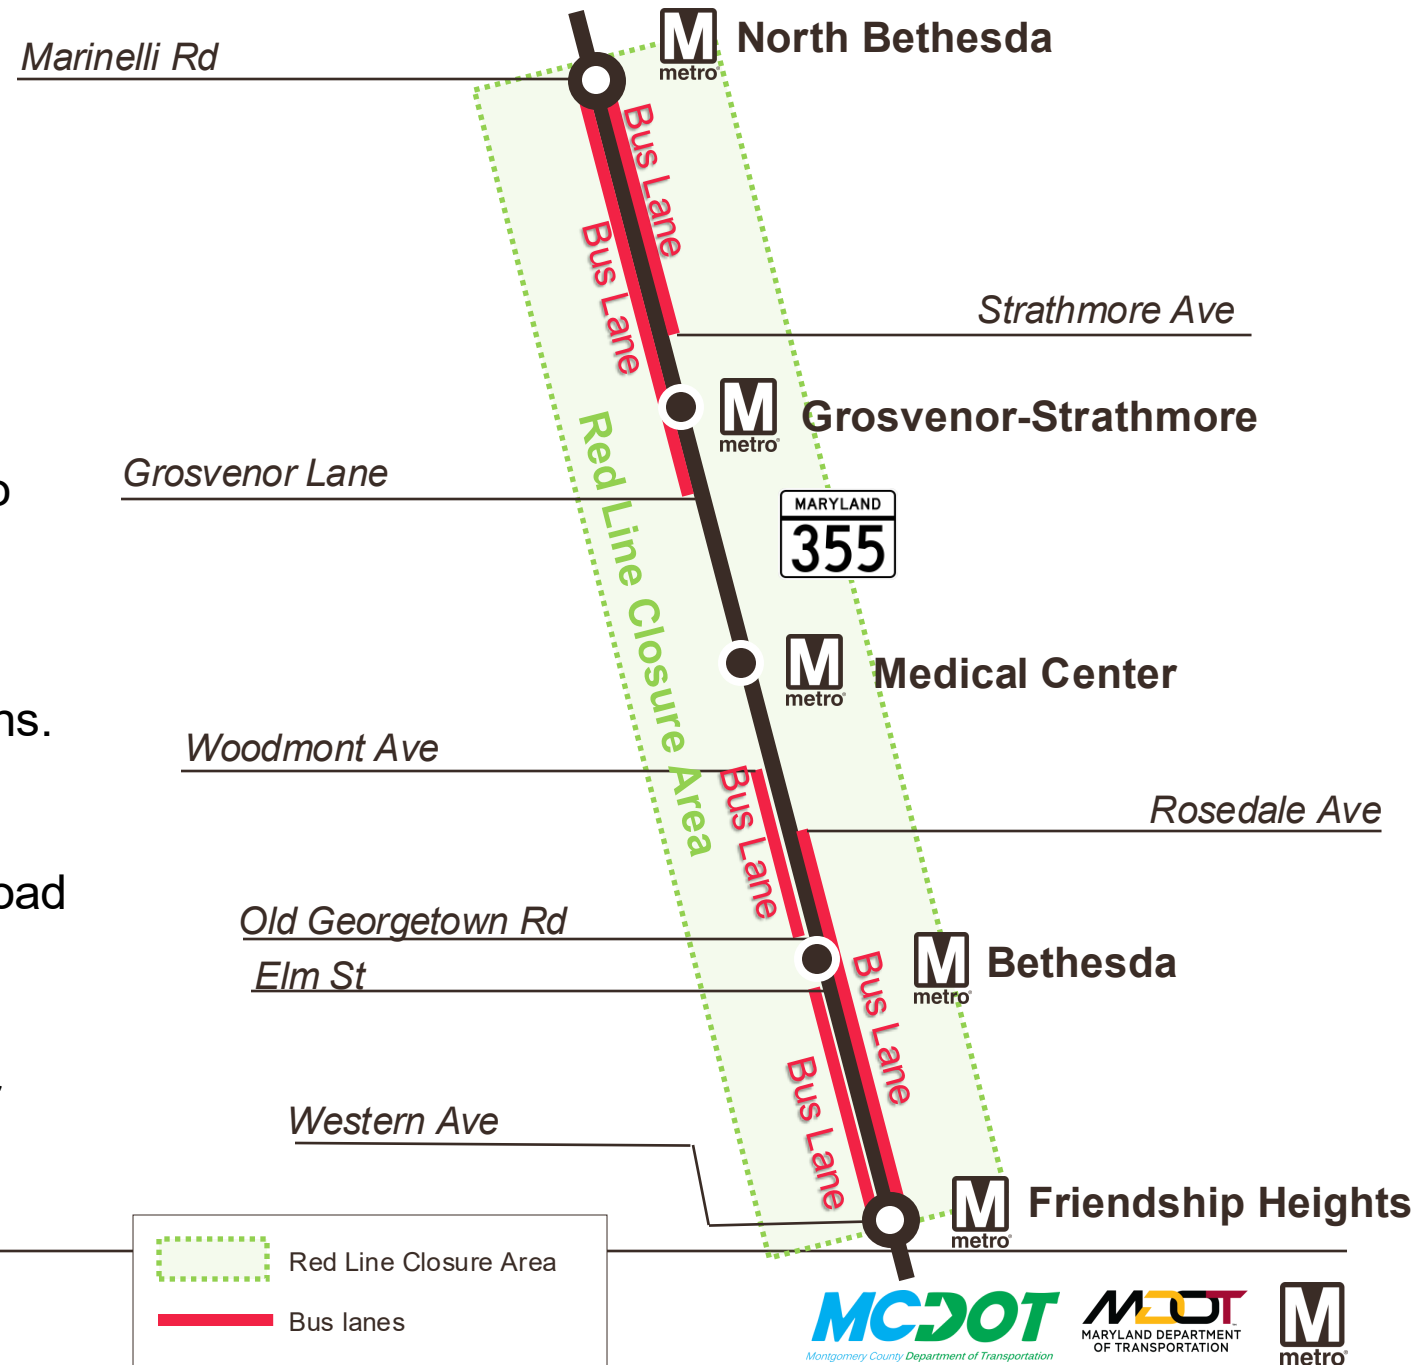 Marinelli Rd
metro
North Bethesda
Bus Lane
Bus Lane
Strathmore Ave
metro
Grosvenor-Strathmore
Grosvenor Lane
Red Line Closure Area
MARYLAND
355
metro
Medical Center
ns.
Woodmont Ave
Bus Lane
Rosedale Ave
oad
Old Georgetown Rd
metro
Bethesda
Elm St
Bus Lane
Bus Lane
Western Ave
metro
Friendship Heights
Red Line Closure Area
Bus lanes
MCDOT
Montgomery County Department of Transportation
MDOT
MARYLAND DEPARTMENT
OF TRANSPORTATION
metro